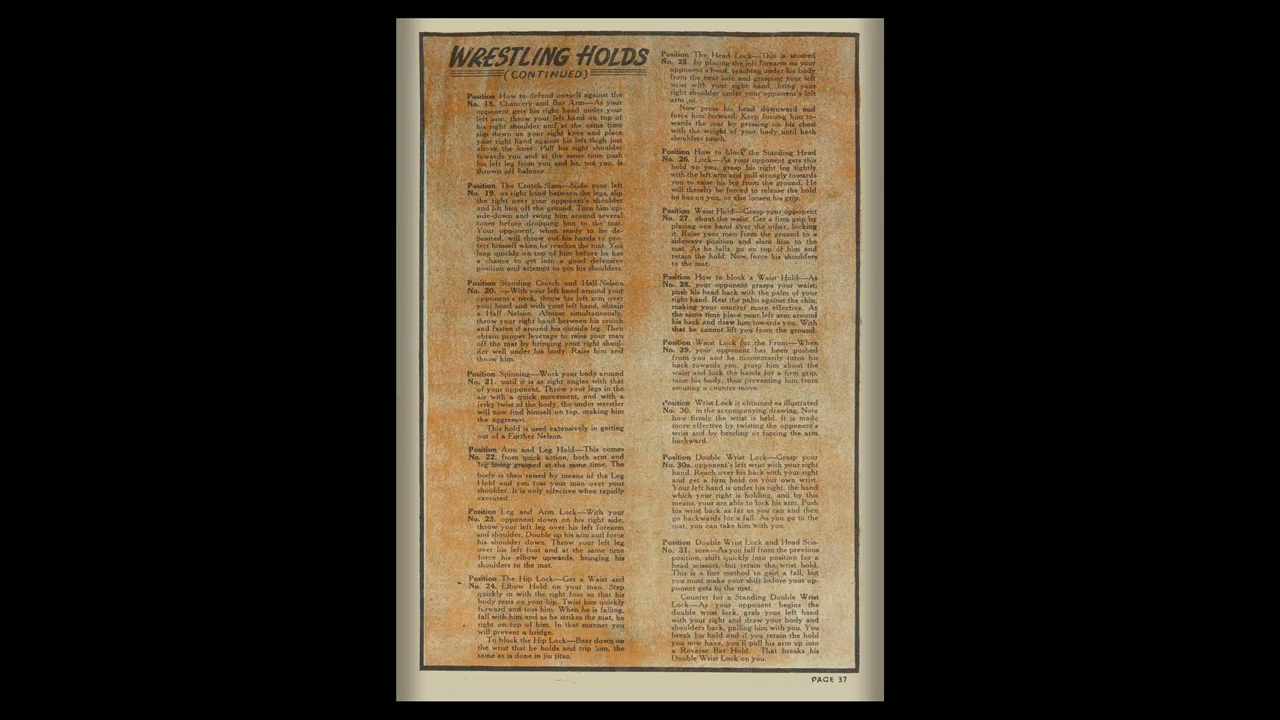 WRESTLING HOLDS
(CONTINUED)
Position How to defend oneself against the
No. 18. Chancery and Bar Arm—As your
opponent gets his right hand under your
left arm, throw your left hand on top of
his right shoulder and at the same time
slip down on your right knee and place
your right hand against his left thigh just
above the knee. Pull his right shoulder
towards you and at the same time push
his left leg from you and he, not you, is
thrown off balance.
Position The Crotch Slam—Slide your left
No. 19. or right hand between the legs, slip
the right over your opponent's shoulder
and lift him off the ground. Turn him up-
side-down and swing him around several
times before dropping him to the mat.
Your opponent, when ready to be de-
posited, will throw out his hands to pro-
tect himself when he reaches the mat. You
leap quickly on top of him before he has
a chance to get into a good defensive
position and attempt to pin his shoulders.
Position Standing Crotch and Half-Nelson
No. 20. —With your left hand around your
opponent's neck, throw his left arm over
your head and with your left hand, obtain
a Half Nelson. Almost simultaneously,
throw your right hand between his crotch
and fasten it around his outside leg. Then
obtain proper leverage to raise your man
off the mat by bringing your right shoul-
der well under his body. Raise him and
throw him.
Position Spinning—Work your body around
No. 21. until it is at right angles with that
of your opponent. Throw your legs in the
air with a quick movement, and with a
jerky twist of the body, the under wrestler
will now find himself on top, making him
the aggressor.
This hold is used extensively in getting
out of a Further Nelson.
Position Arm and Leg Hold—This comes
No. 22. from quick action, both arm and
leg being grasped at the same time. The
body is then raised by means of the Leg
Hold and you toss your man over your
shoulder. It is only effective when rapidly
executed.
Position Leg and Arm Lock—With your
No. 23. opponent down on his right side,
throw your left leg over his left forearm
and shoulder. Double up his arm and force
his shoulder down. Throw your left leg
over his left foot and at the same time
force his elbow upwards, bringing his
shoulders to the mat.
Position The Hip Lock—Get a Waist and
No. 24. Elbow Hold on your man. Step
quickly in with the right foot so that his
body rests on your hip. Twist him quickly
forward and toss him. When he is falling,
fall with him and as he strikes the mat, be
right on top of him. In that manner you
will prevent a bridge.
To block the Hip Lock—Bear down on
the wrist that he holds and trip him, the
same as is done in jiu jitsu.
Position The Head Lock—This is secured
No. 25. by placing the left forearm on your
opponent's head, reaching under his body
from the near side and grasping your left
wrist with your right hand, bring your
right shoulder under your opponent's left
arm pit.
Now press his head downward and
force him forward. Keep forcing him to-
wards the mat by pressing on his chest
with the weight of your body until both
shoulders touch.
Position How to block the Standing Head
No. 26. Lock—As your opponent gets this
hold on you, grasp his right leg tightly
with the left arm and pull strongly towards
you to raise his leg from the ground. He
will thereby be forced to release the hold
he has on you, or else loosen his grip.
Position Waist Hold—Grasp your opponent
No. 27. about the waist. Get a firm grip by
placing one hand over the other, locking
it. Raise your man from the ground to a
sideways position and slam him to the
mat. As he falls, go on top of him and
retain the hold. Now force his shoulders
to the mat.
Position How to block a Waist Hold—As
No. 28. your opponent grasps your waist,
push his head back with the palm of your
right hand. Rest the palm against the chin,
making your counter more effective. At
the same time place your left arm around
his back and draw him towards you. With
that he cannot lift you from the ground.
Position Waist Lock for the Front—When
No. 29. your opponent has been pushed
from you and he momentarily turns his
back towards you, grasp him about the
waist and lock the hands for a firm grip,
raise his body, thus preventing him from
securing a counter move.
Position Wrist Lock is obtained as illustrated
No. 30. in the accompanying drawing. Note
how firmly the wrist is held. It is made
more effective by twisting the opponent's
wrist and by bending or forcing the arm
backward.
Position Double Wrist Lock—Grasp your
No. 30a. opponent's left wrist with your right
hand. Reach over his back with your right
and get a firm hold on your own wrist.
Your left hand is under his right, the hand
which your right is holding, and by this
means, your are able to lock his arm. Push
his wrist back as far as you can and then
go backwards for a fall. As you go to the
mat, you can take him with you.
Position Double Wrist Lock and Head Scis-
No. 31. sors—As you fall from the previous
position, shift quickly into position for a
head scissors, but retain the wrist hold.
This is a fine method to gain a fall, but
you must make your shift before your op-
ponent gets to the mat.
Counter for a Standing Double Wrist
Lock—As your opponent begins the
double wrist lock, grab your left hand
with your right and draw your body and
shoulders back, pulling him with you. You
break his hold and if you retain the hold
you now have, you'll pull his arm up into
a Reverse Bar Hold. That breaks his
Double Wrist Lock on you.
PAGE 37